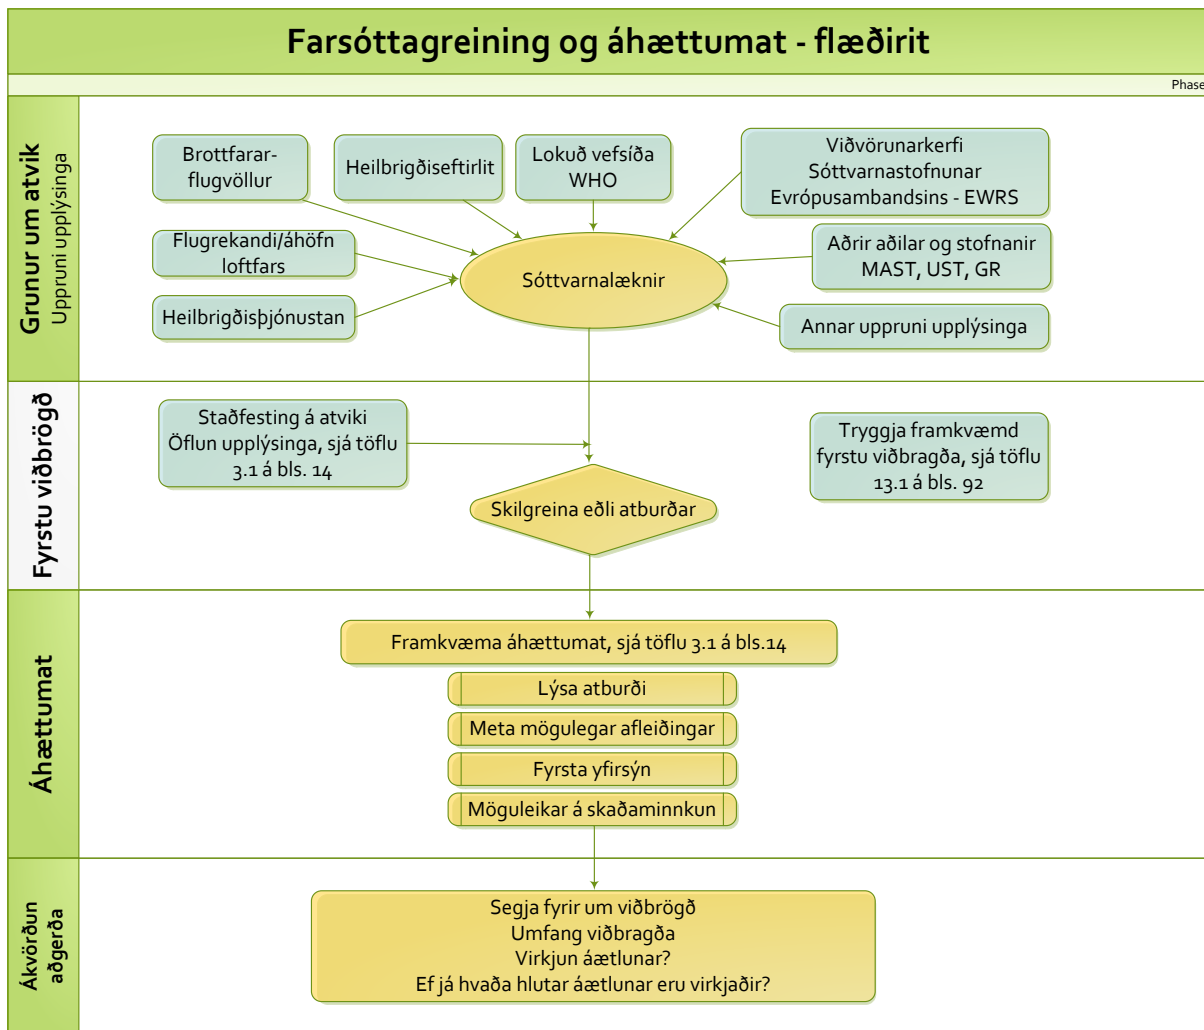 Farsóttagreining og áhættumat - flæðirit
Phase
Grunur um atvik
Uppruni upplýsinga
Brottfarar-
flugvöllur
Heilbrigðiseftirlit
Lokuð vefsíða
WHO
Viðvörunarkerfi
Sóttvarnastofnunar
Evrópusambandsins - EWRS
Flugrekandi/áhöfn
loftfars
Sóttvarnalæknir
Aðrir aðilar og stofnanir
MAST, UST, GR
Heilbrigðisþjónustan
Annar uppruni upplýsinga
Fyrstu viðbrögð
Staðfesting á atviki
Öflun upplýsinga, sjá töflu
3.1 á bls. 14
Tryggja framkvæmd
fyrstu viðbragða, sjá töflu
13.1 á bls. 92
Skilgreina eðli atburðar
Áhættumat
Framkvæma áhættumat, sjá töflu 3.1 á bls.14
Lýsa atburði
Meta mögulegar afleiðingar
Fyrsta yfirsýn
Möguleikar á skaðaminnkun
Ákvörðun
aðgerða
Segja fyrir um viðbrögð
Umfang viðbragða
Virkjun áætlunar?
Ef já hvaða hlutar áætlunar eru virkjaðir?